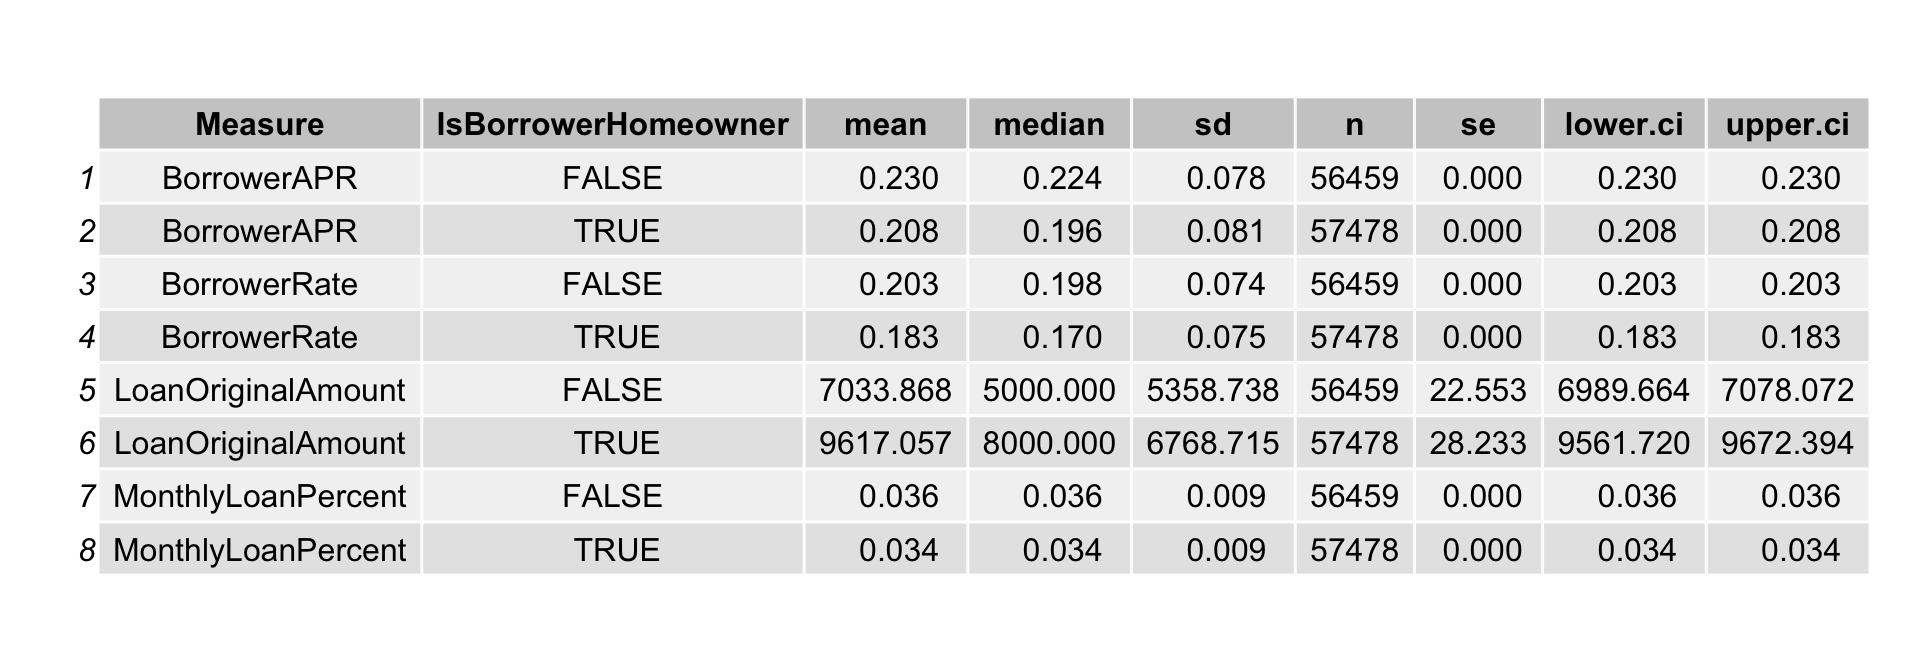 Measure IsBorrowerHomeowner mean median sd n se lower.ci upper.ci
1 BorrowerAPR FALSE 0.230 0.224 0.078 56459 0.000 0.230 0.230
2 BorrowerAPR TRUE 0.208 0.196 0.081 57478 0.000 0.208 0.208
3 BorrowerRate FALSE 0.203 0.198 0.074 56459 0.000 0.203 0.203
4 BorrowerRate TRUE 0.183 0.170 0.075 57478 0.000 0.183 0.183
5 LoanOriginalAmount FALSE 7033.868 5000.000 5358.738 56459 22.553 6989.664 7078.072
6 LoanOriginalAmount TRUE 9617.057 8000.000 6768.715 57478 28.233 9561.720 9672.394
7 MonthlyLoanPercent FALSE 0.036 0.036 0.009 56459 0.000 0.036 0.036
8 MonthlyLoanPercent TRUE 0.034 0.034 0.009 57478 0.000 0.034 0.034